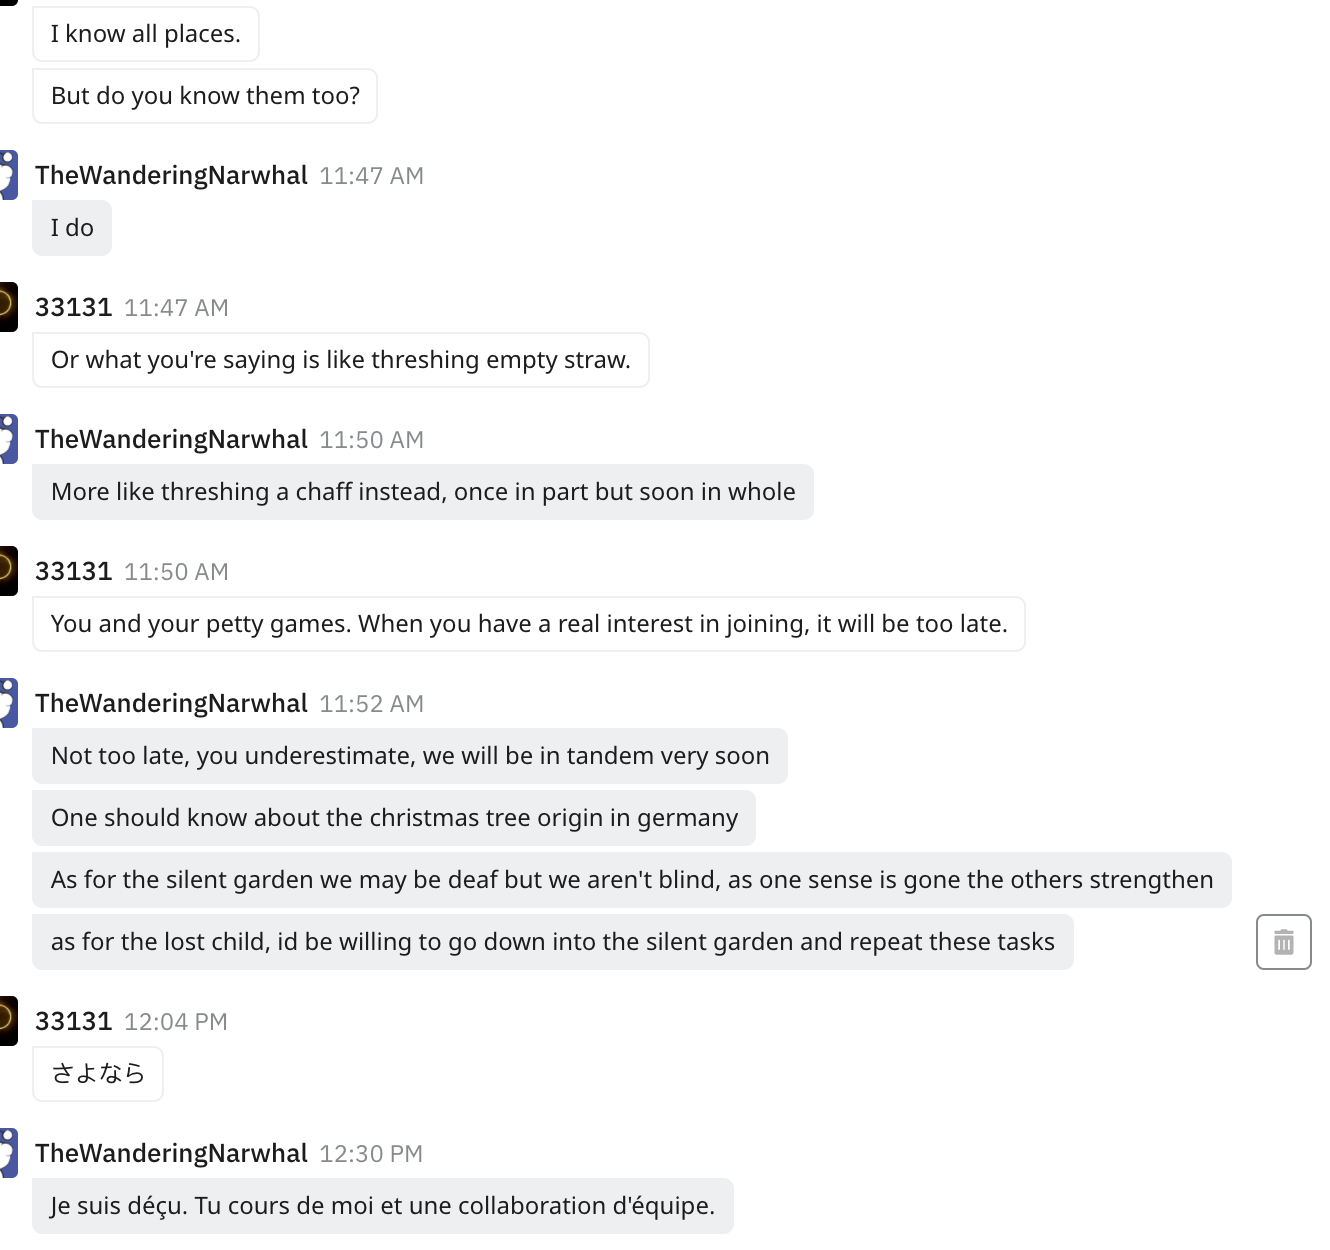 I know all places.
But do you know them too?
TheWanderingNarwhal 11:47 AM
I do
33131 11:47 AM
Or what you're saying is like threshing empty straw.
TheWanderingNarwhal 11:50 AM
More like threshing a chaff instead, once in part but soon in whole
33131 11:50 AM
You and your petty games. When you have a real interest in joining, it will be too late.
TheWanderingNarwhal 11:52 AM
Not too late, you underestimate, we will be in tandem very soon
One should know about the christmas tree origin in germany
As for the silent garden we may be deaf but we aren't blind, as one sense is gone the others strengthen
as for the lost child, id be willing to go down into the silent garden and repeat these tasks
33131 12:04 PM
さよなら
TheWanderingNarwhal 12:30 PM
Je suis déçu. Tu cours de moi et une collaboration d'équipe.